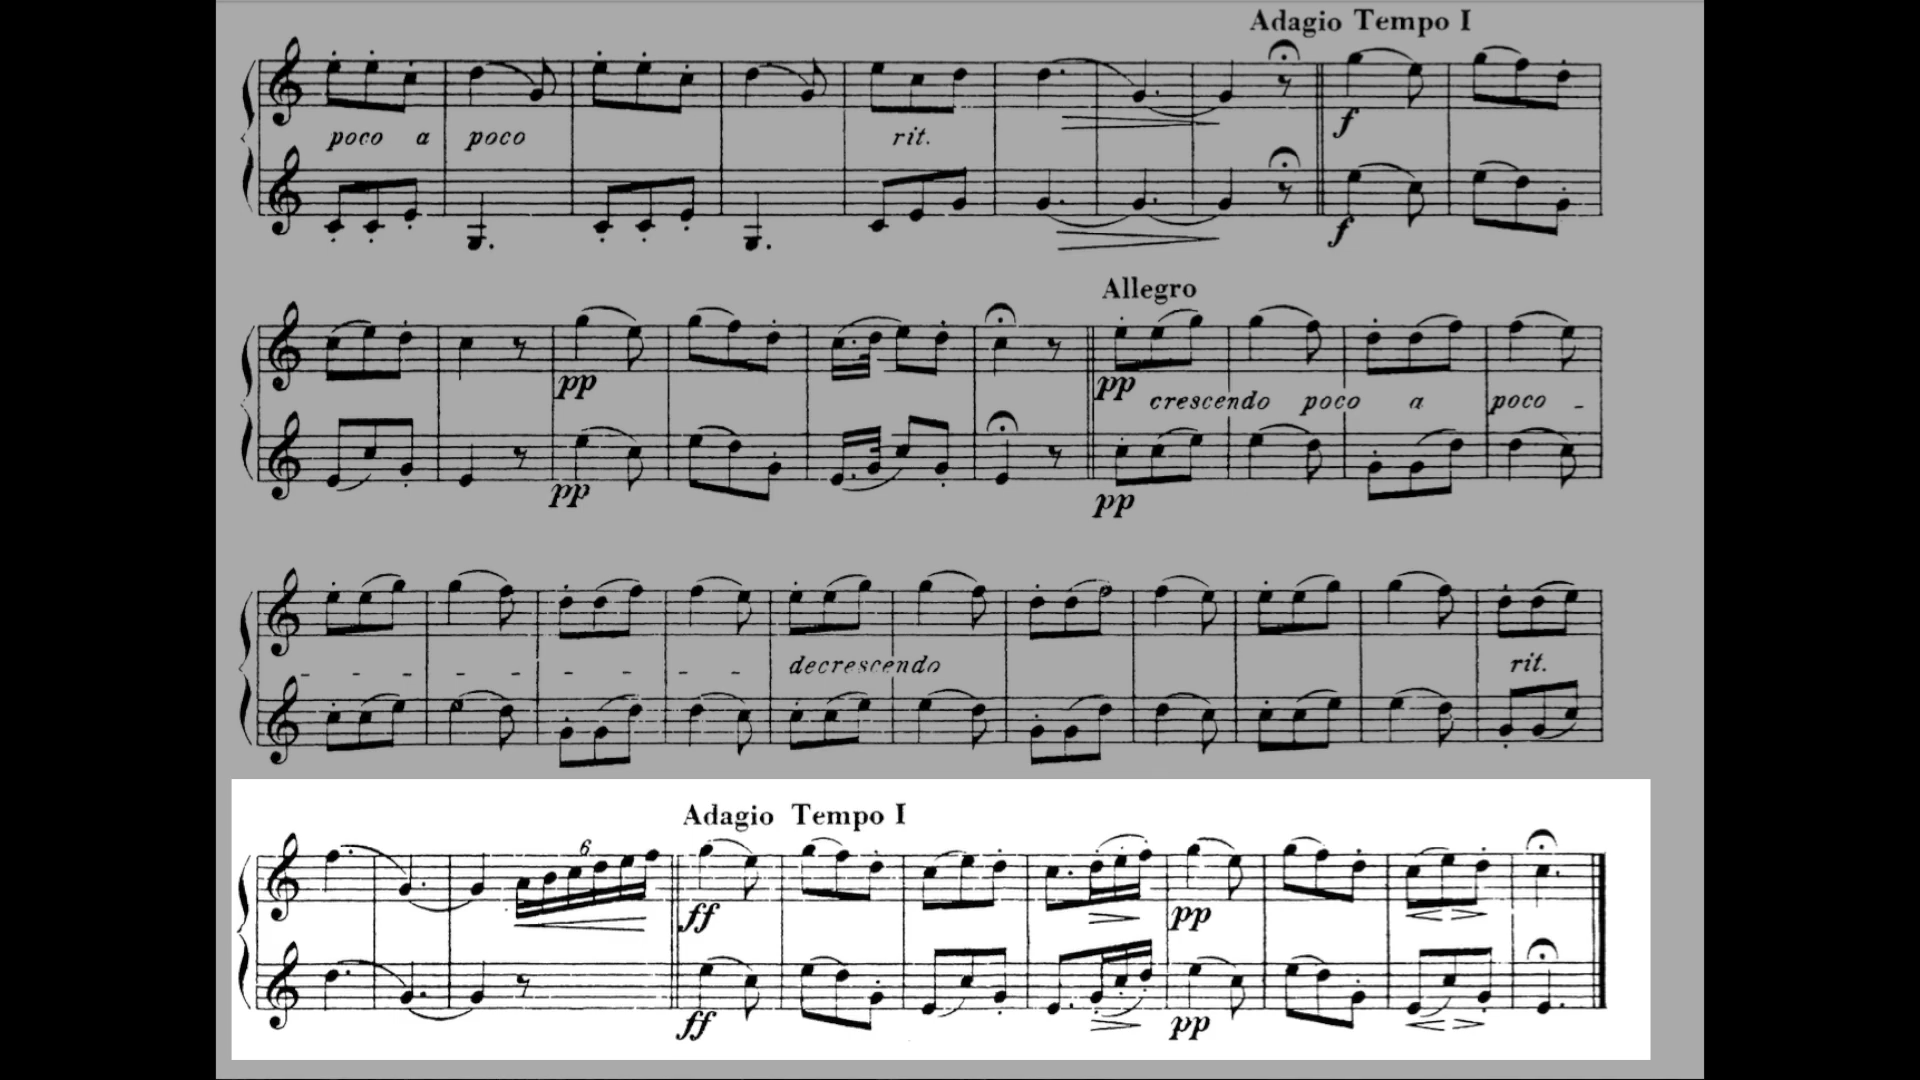 Adagio Tempo I
f
poco a poco rit.
f
Allegro
pp pp
crescendo poco a poco -
pp pp
- - - - - - - - - decrescendo rit.
Adagio Tempo I
6
ff pp
ff pp